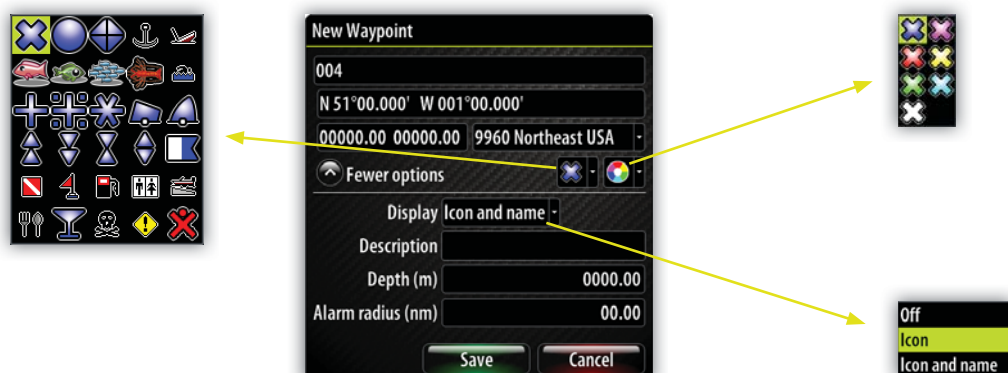 New Waypoint
004
N 51°00.000' W 001°00.000'
00000.00 00000.00 9960 Northeast USA
Fewer options
Display Icon and name
Description
Depth (m) 0000.00
Alarm radius (nm) 00.00
Save Cancel
Off
Icon
Icon and name